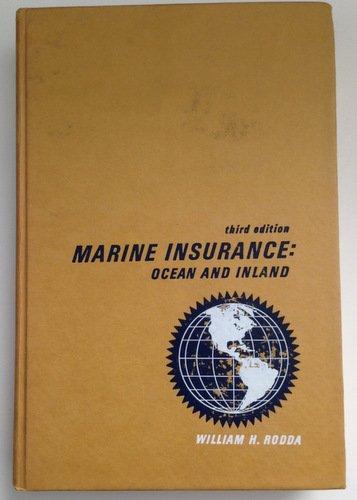 third edition
MARINE INSURANCE:
OCEAN AND INLAND
WILLIAM H. RODDA